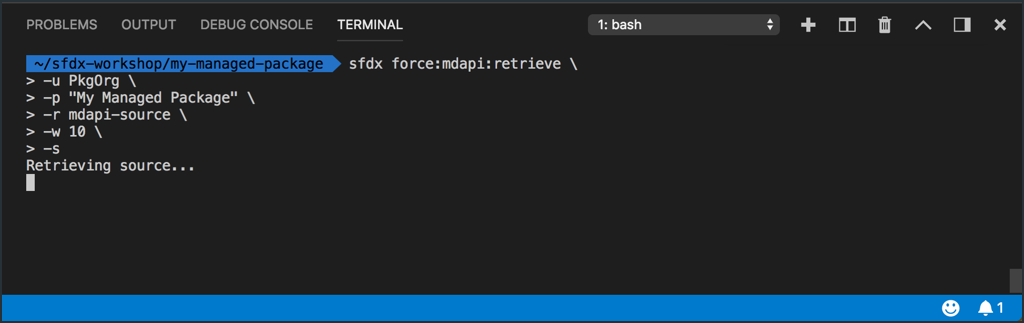 PROBLEMS OUTPUT DEBUG CONSOLE TERMINAL 1: bash
~/sfdx-workshop/my-managed-package sfdx force:mdapi:retrieve \
> -u PkgOrg \
> -p "My Managed Package" \
> -r mdapi-source \
> -w 10 \
> -s
Retrieving source...
1